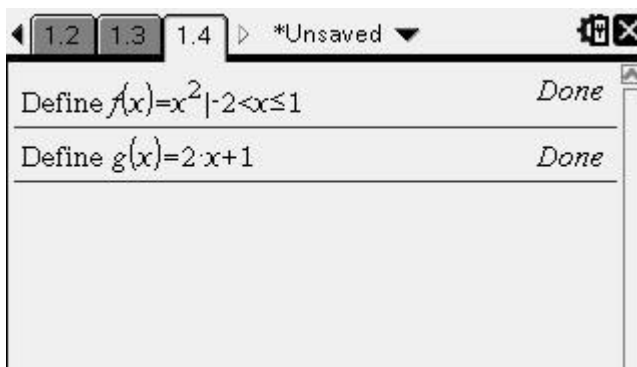 1.2 1.3 1.4 *Unsaved
Define f(x)=x²|-2<x≤1 Done
Define g(x)=2·x+1 Done